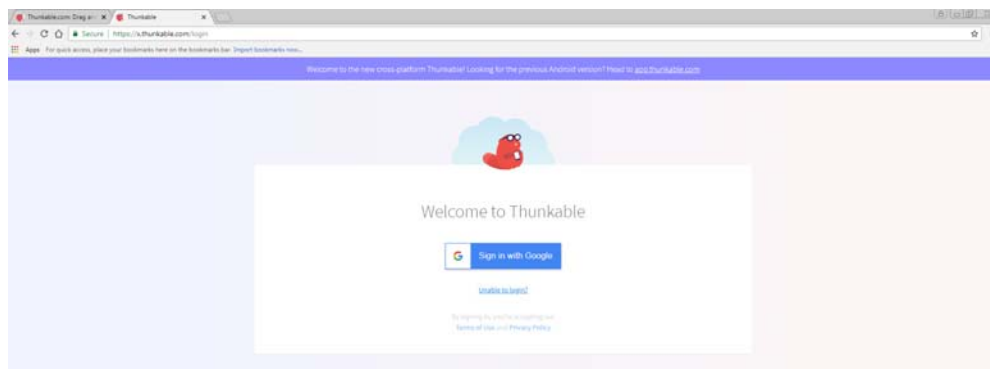 Thunkable.com: Drag an
Thunkable
Secure | https://x.thunkable.com/login
Apps For quick access, place your bookmarks here on the bookmarks bar. Import bookmarks now...
Welcome to the new cross-platform Thunkable! Looking for the previous Android version? Head to app.thunkable.com
Welcome to Thunkable
G Sign in with Google
Unable to login?
By signing in, you're accepting our
Terms of Use and Privacy Policy